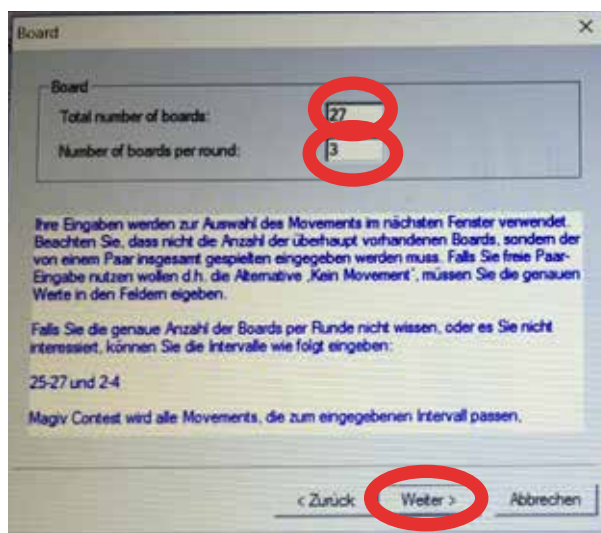 Board
Board
Total number of boards:
27
Number of boards per round:
3
Ihre Eingaben werden zur Auswahl des Movements im nächsten Fenster verwendet.
Beachten Sie, dass nicht die Anzahl der überhaupt vorhandenen Boards, sondern der
von einem Paar insgesamt gespielten eingegeben werden muss. Falls Sie freie Paar-
Eingabe nutzen wollen d.h. die Alternative „Kein Movement", müssen Sie die genauen
Werte in den Feldern eigeben.
Falls Sie die genaue Anzahl der Boards per Runde nicht wissen, oder es Sie nicht
interessiert, können Sie die Intervalle wie folgt eingeben:
25-27 und 2-4
Magiv Contest wird alle Movements, die zum eingegebenen Intervall passen,
< Zurück
Weiter >
Abbrechen